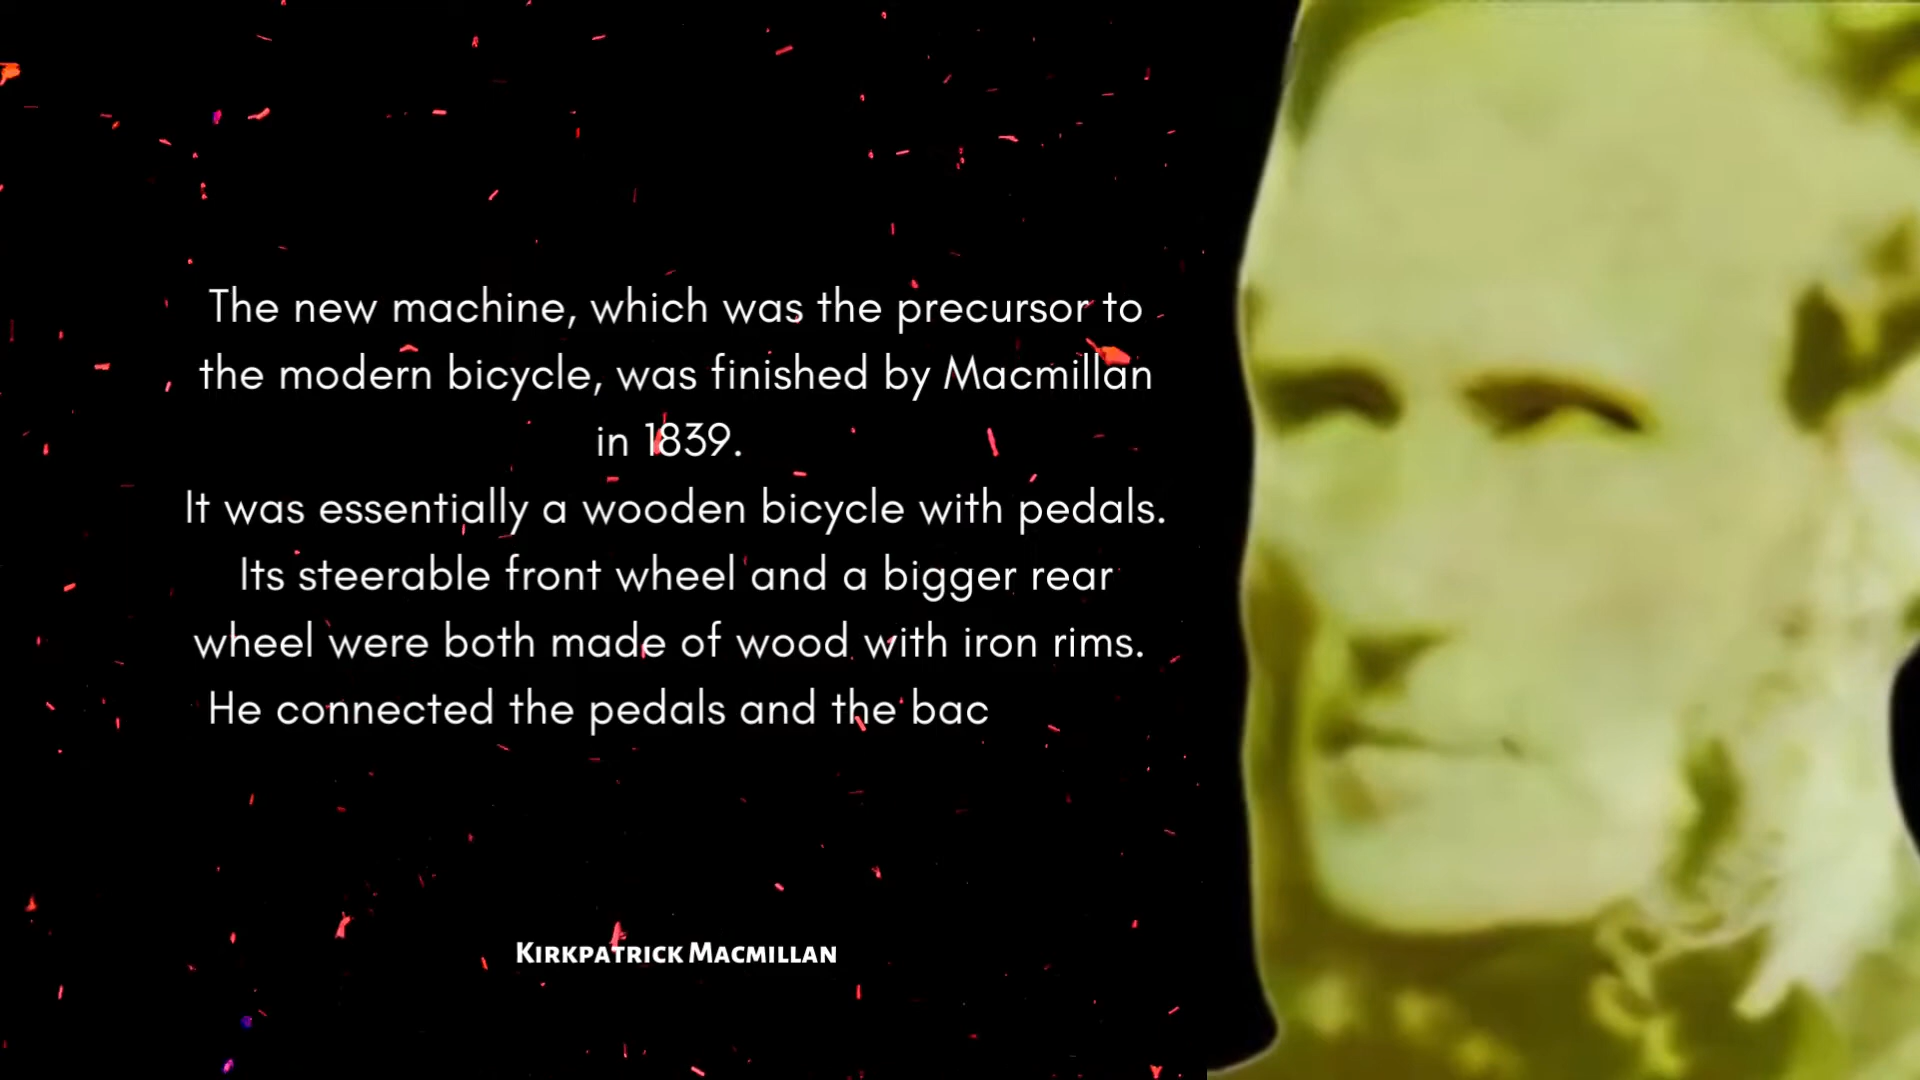 The new machine, which was the precursor to
the modern bicycle, was finished by Macmillan
in 1839.
It was essentially a wooden bicycle with pedals.
Its steerable front wheel and a bigger rear
wheel were both made of wood with iron rims.
He connected the pedals and the bac
Kirkpatrick Macmillan